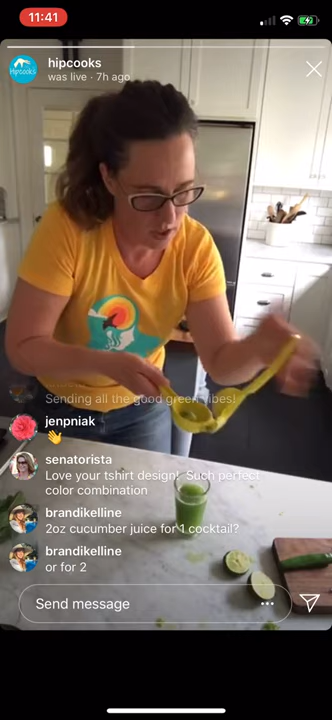 11:41
hipcooks
was live · 7h ago
Hipcooks
Sending all the good green vibes!
jenpniak
👋
senatorista
Love your tshirt design! Such perfect
color combination
brandikelline
2oz cucumber juice for 1 cocktail?
brandikelline
or for 2
Send message